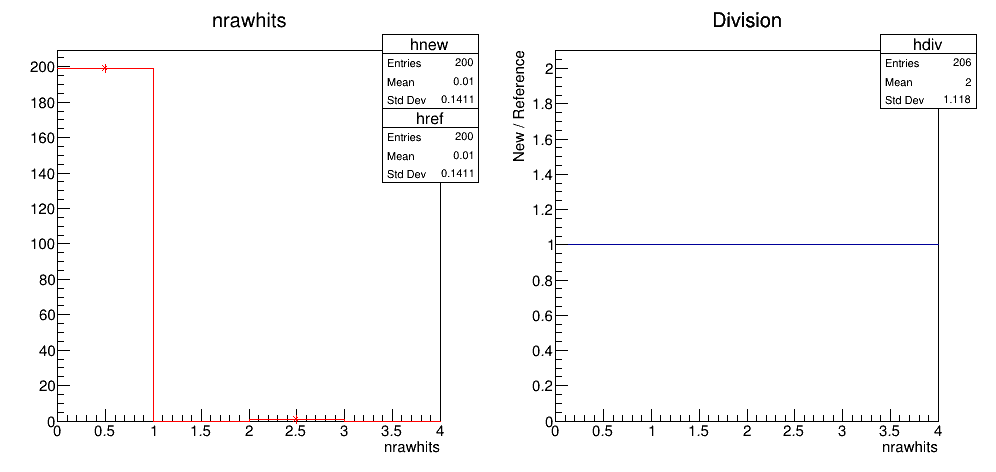 nrawhits
hnew
Entries 200
Mean 0.01
Std Dev 0.1411
href
Entries 200
Mean 0.01
Std Dev 0.1411
200
180
160
140
120
100
80
60
40
20
0
0 0.5 1 1.5 2 2.5 3 3.5 4
nrawhits
Division
hdiv
Entries 206
Mean 2
Std Dev 1.118
New / Reference
2
1.8
1.6
1.4
1.2
1
0.8
0.6
0.4
0.2
0
0 0.5 1 1.5 2 2.5 3 3.5 4
nrawhits